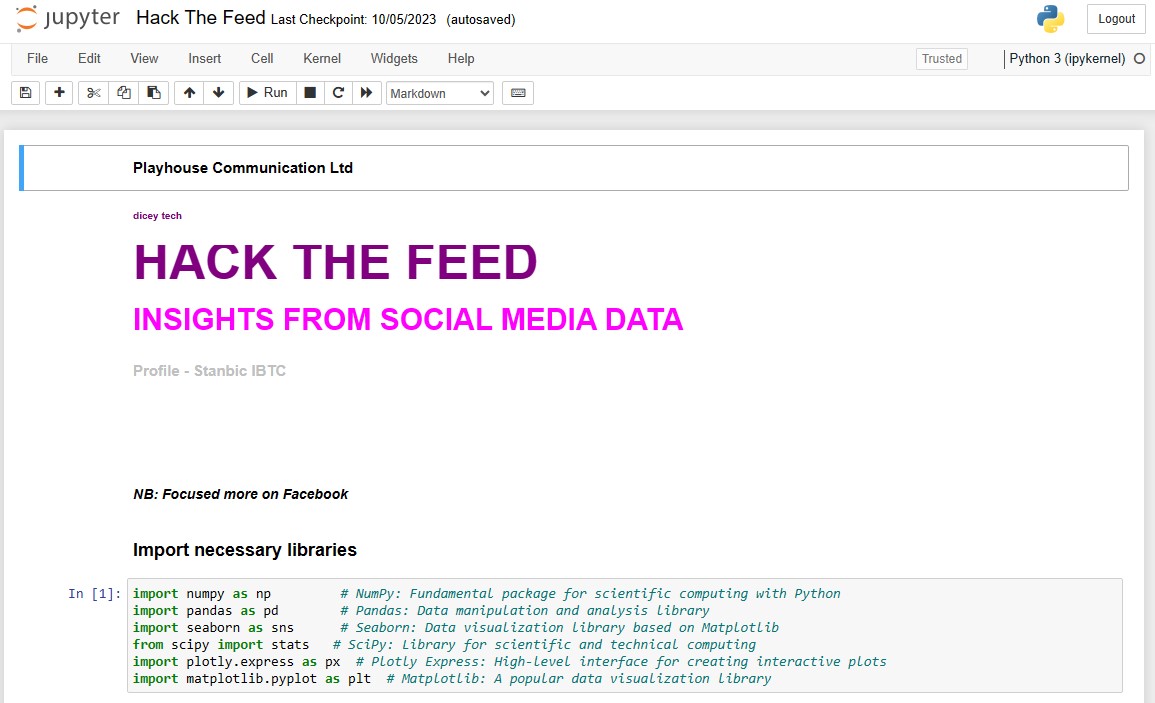 jupyter Hack The Feed Last Checkpoint: 10/05/2023 (autosaved) Logout
File Edit View Insert Cell Kernel Widgets Help Trusted Python 3 (ipykernel)
Run Markdown
Playhouse Communication Ltd
dicey tech
HACK THE FEED
INSIGHTS FROM SOCIAL MEDIA DATA
Profile - Stanbic IBTC
NB: Focused more on Facebook
Import necessary libraries
In [1]: import numpy as np # NumPy: Fundamental package for scientific computing with Python
import pandas as pd # Pandas: Data manipulation and analysis library
import seaborn as sns # Seaborn: Data visualization library based on Matplotlib
from scipy import stats # SciPy: Library for scientific and technical computing
import plotly.express as px # Plotly Express: High-level interface for creating interactive plots
import matplotlib.pyplot as plt # Matplotlib: A popular data visualization library